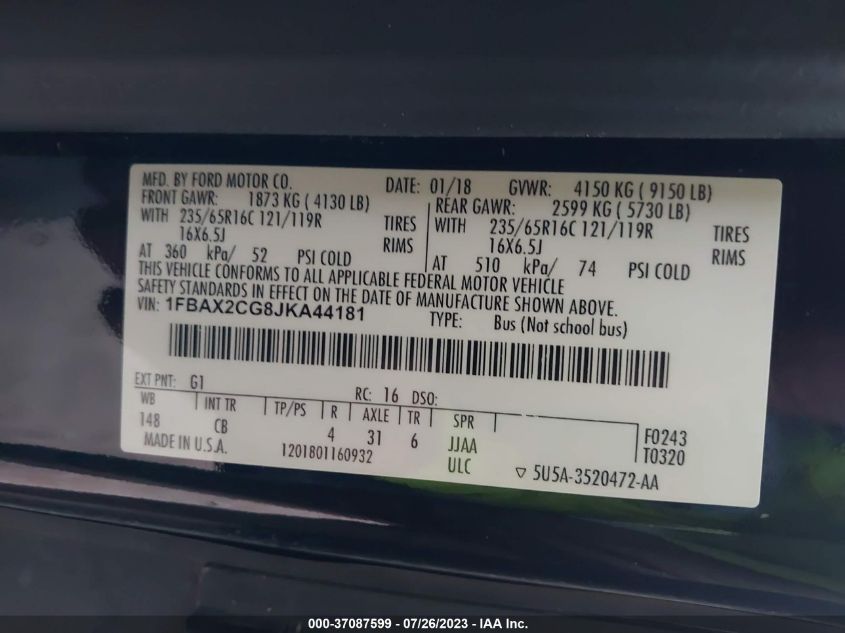 MFD. BY FORD MOTOR CO. DATE: 01/18 GVWR: 4150 KG ( 9150 LB)
FRONT GAWR: 1873 KG ( 4130 LB) REAR GAWR: 2599 KG ( 5730 LB)
WITH 235/65R16C 121/119R TIRES WITH 235/65R16C 121/119R TIRES
16X6.5J RIMS 16X6.5J RIMS
AT 360 kPa/ 52 PSI COLD AT 510 kPa/ 74 PSI COLD
THIS VEHICLE CONFORMS TO ALL APPLICABLE FEDERAL MOTOR VEHICLE
SAFETY STANDARDS IN EFFECT ON THE DATE OF MANUFACTURE SHOWN ABOVE.
VIN: 1FBAX2CG8JKA44181 TYPE: Bus (Not school bus)
EXT PNT: G1 RC: 16 DSO:
WB INT TR TP/PS R AXLE TR SPR
148 CB 4 31 6 JJAA F0243
MADE IN U.S.A. 1201801160932 ULC T0320
▽ 5U5A-3520472-AA
000-37087599 - 07/26/2023 - IAA Inc.